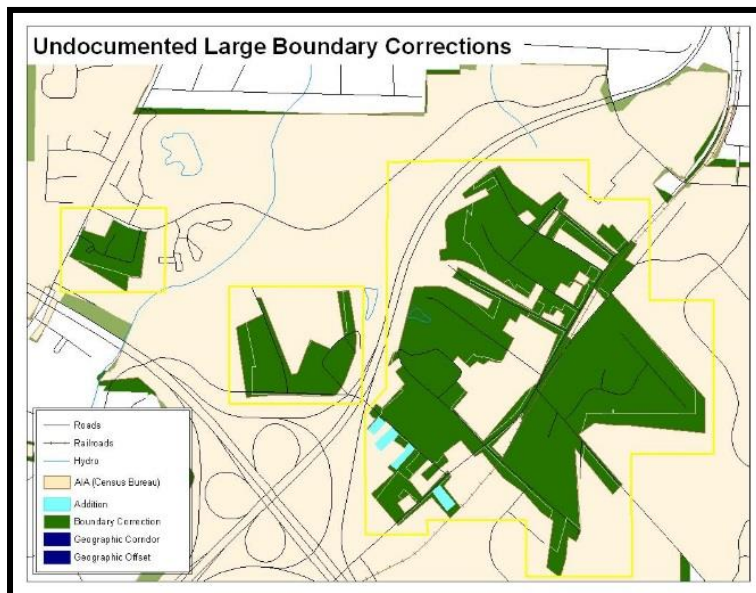 Undocumented Large Boundary Corrections
Roads
Railroads
Hydro
AIA (Census Bureau)
Addition
Boundary Correction
Geographic Corridor
Geographic Offset